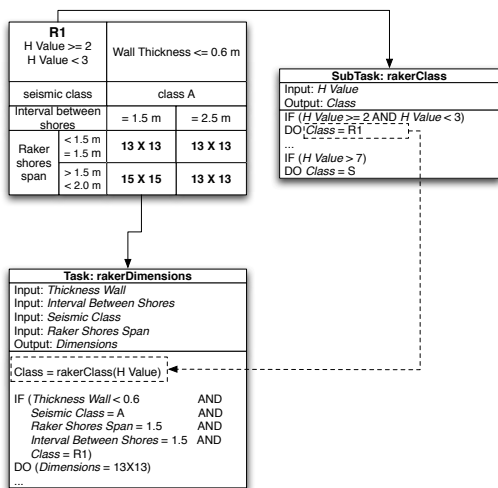 R1
H Value >= 2
H Value < 3
Wall Thickness <= 0.6 m
seismic class
class A
Interval between
shores
= 1.5 m
= 2.5 m
Raker
shores
span
< 1.5 m
= 1.5 m
13 X 13
13 X 13
> 1.5 m
< 2.0 m
15 X 15
13 X 13
SubTask: rakerClass
Input: H Value
Output: Class
IF (H Value >= 2 AND H Value < 3)
DO Class = R1
...
IF (H Value > 7)
DO Class = S
Task: rakerDimensions
Input: Thickness Wall
Input: Interval Between Shores
Input: Seismic Class
Input: Raker Shores Span
Output: Dimensions
Class = rakerClass(H Value)
IF (Thickness Wall < 0.6 AND
Seismic Class = A AND
Raker Shores Span = 1.5 AND
Interval Between Shores = 1.5 AND
Class = R1)
DO (Dimensions = 13X13)
...